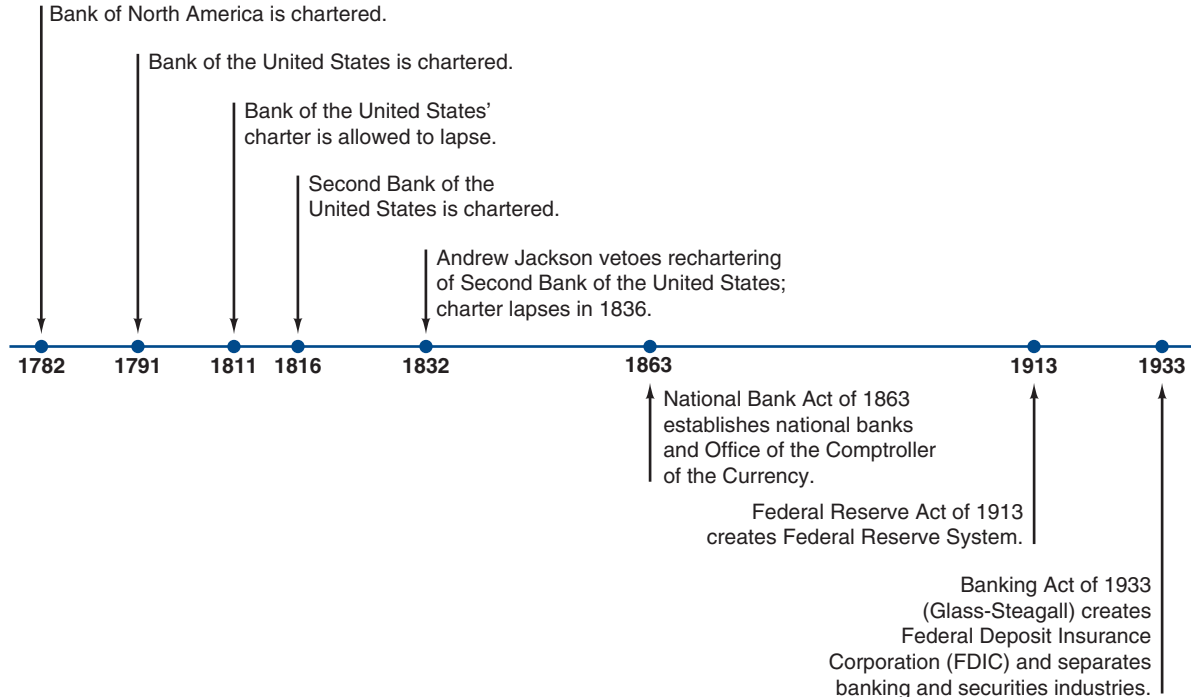 Bank of North America is chartered.
Bank of the United States is chartered.
Bank of the United States’
charter is allowed to lapse.
Second Bank of the
United States is chartered.
Andrew Jackson vetoes rechartering
of Second Bank of the United States;
charter lapses in 1836.
1782 1791 1811 1816 1832 1863 1913 1933
National Bank Act of 1863
establishes national banks
and Office of the Comptroller
of the Currency.
Federal Reserve Act of 1913
creates Federal Reserve System.
Banking Act of 1933
(Glass-Steagall) creates
Federal Deposit Insurance
Corporation (FDIC) and separates
banking and securities industries.